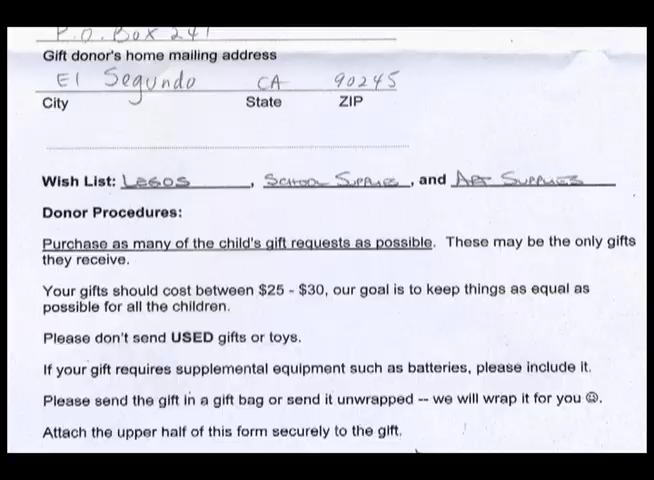 P.O. Box 241
Gift donor's home mailing address
El Segundo CA 90245
City State ZIP
Wish List: LEGOS, SCHOOL SUPPLIES, and ART SUPPLIES
Donor Procedures:
Purchase as many of the child's gift requests as possible. These may be the only gifts
they receive.
Your gifts should cost between $25 - $30, our goal is to keep things as equal as
possible for all the children.
Please don't send USED gifts or toys.
If your gift requires supplemental equipment such as batteries, please include it.
Please send the gift in a gift bag or send it unwrapped -- we will wrap it for you ☺.
Attach the upper half of this form securely to the gift.